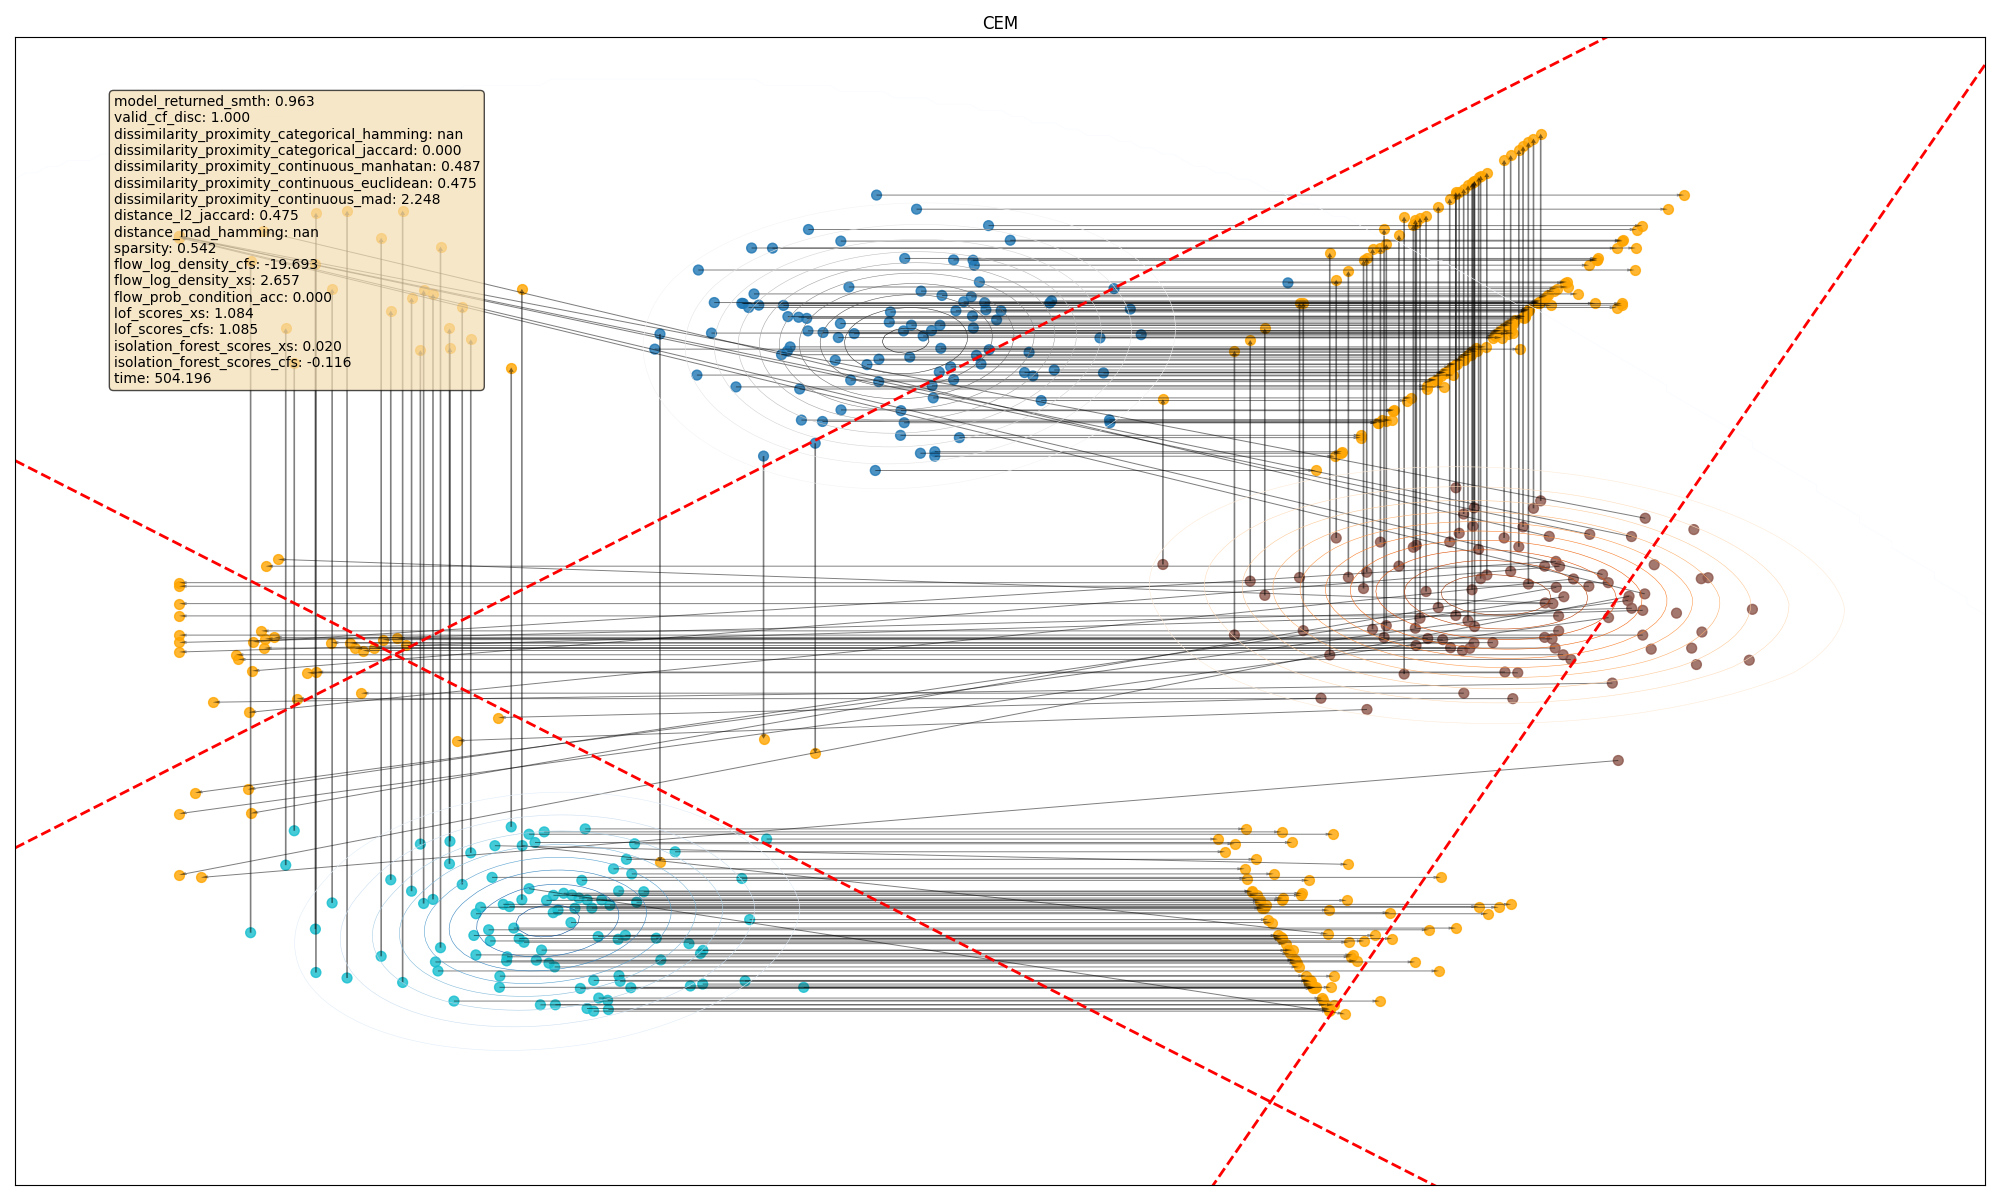 CEM
model_returned_smth: 0.963
valid_cf_disc: 1.000
dissimilarity_proximity_categorical_hamming: nan
dissimilarity_proximity_categorical_jaccard: 0.000
dissimilarity_proximity_continuous_manhatan: 0.487
dissimilarity_proximity_continuous_euclidean: 0.475
dissimilarity_proximity_continuous_mad: 2.248
distance_l2_jaccard: 0.475
distance_mad_hamming: nan
sparsity: 0.542
flow_log_density_cfs: -19.693
flow_log_density_xs: 2.657
flow_prob_condition_acc: 0.000
lof_scores_xs: 1.084
lof_scores_cfs: 1.085
isolation_forest_scores_xs: 0.020
isolation_forest_scores_cfs: -0.116
time: 504.196